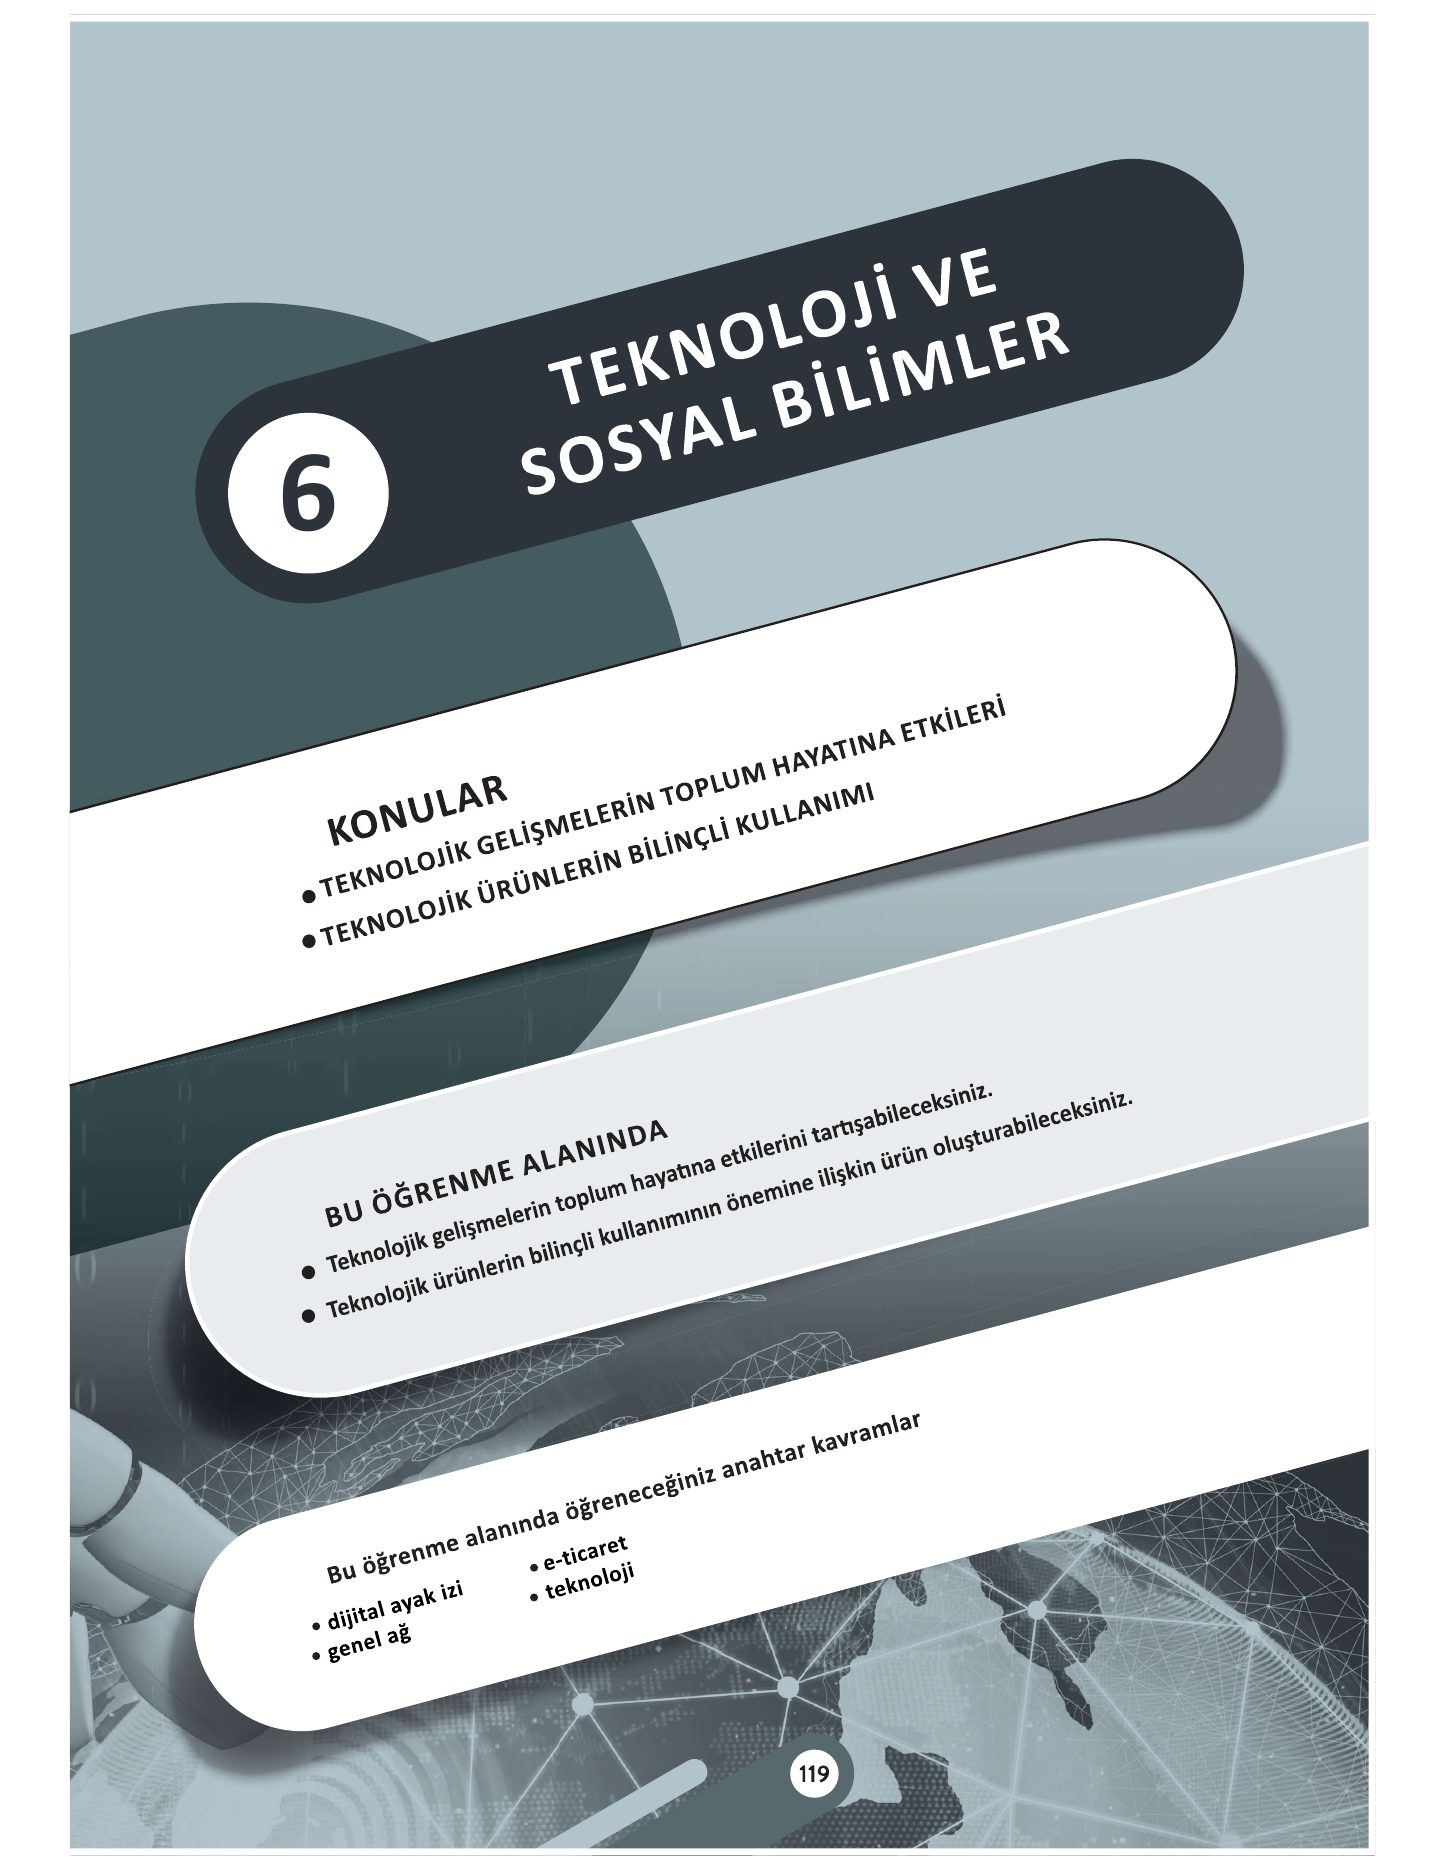 TEKNOLOJİ VE
SOSYAL BİLİMLER
6
KONULAR
• TEKNOLOJİK GELİŞMELERİN TOPLUM HAYATINA ETKİLERİ
• TEKNOLOJİK ÜRÜNLERİN BİLİNÇLİ KULLANIMI
BU ÖĞRENME ALANINDA
• Teknolojik gelişmelerin toplum hayatına etkilerini tartışabileceksiniz.
• Teknolojik ürünlerin bilinçli kullanımının önemine ilişkin ürün oluşturabileceksiniz.
Bu öğrenme alanında öğreneceğiniz anahtar kavramlar
• dijital ayak izi
• genel ağ
• e-ticaret
• teknoloji
119